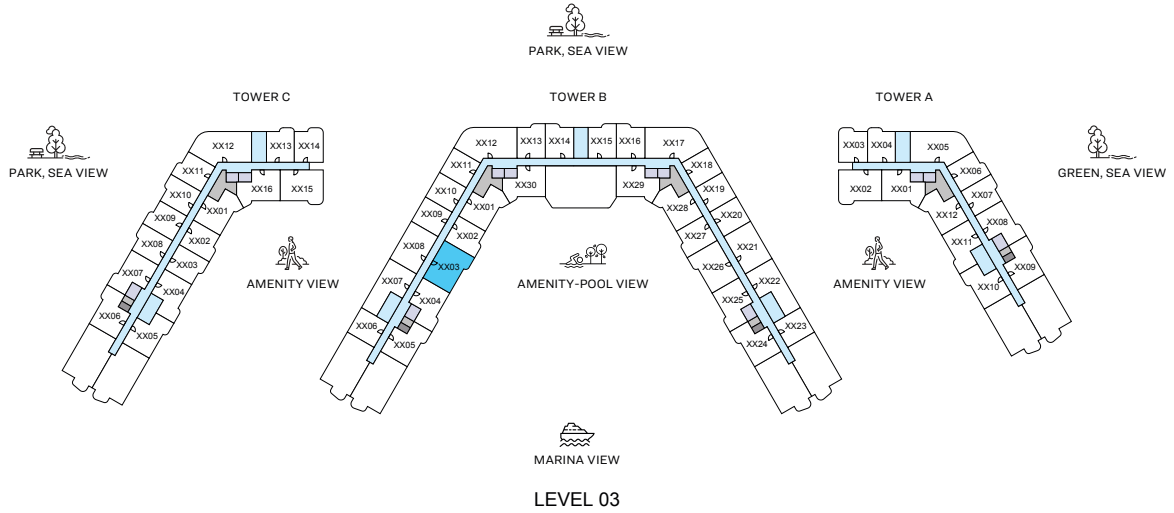 PARK, SEA VIEW
TOWER C
TOWER B
TOWER A
PARK, SEA VIEW
GREEN, SEA VIEW
XX12
XX13
XX14
XX11
XX16
XX15
XX10
XX01
XX09
XX02
XX08
XX03
XX07
XX04
XX06
XX05
XX12
XX13
XX14
XX15
XX16
XX17
XX11
XX30
XX29
XX18
XX10
XX01
XX28
XX19
XX09
XX02
XX27
XX20
XX08
XX03
XX26
XX21
XX07
XX04
XX25
XX22
XX06
XX05
XX24
XX23
XX03
XX04
XX05
XX02
XX01
XX06
XX12
XX07
XX11
XX08
XX10
XX09
AMENITY VIEW
AMENITY-POOL VIEW
AMENITY VIEW
MARINA VIEW
LEVEL 03